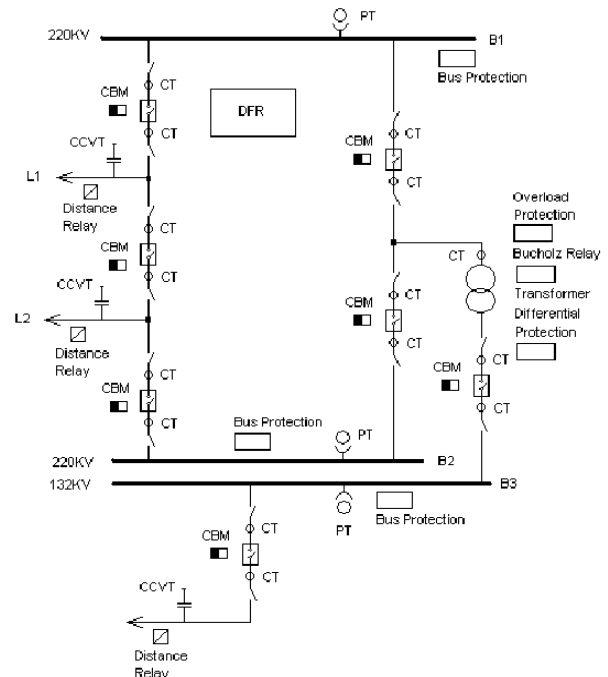 PT
220KV
B1
Bus Protection
CT
CBM
DFR
CT
CT
CBM
CCVT
CT
L1
Distance
Relay
Overload
Protection
CT
CBM
CT
Bucholz Relay
CT
Transformer
Differential
Protection
CCVT
CT
CBM
L2
CT
Distance
Relay
CT
CBM
CT
CBM
CT
CT
Bus Protection
PT
220KV
B2
132KV
B3
PT
Bus Protection
CT
CBM
CT
CCVT
Distance
Relay